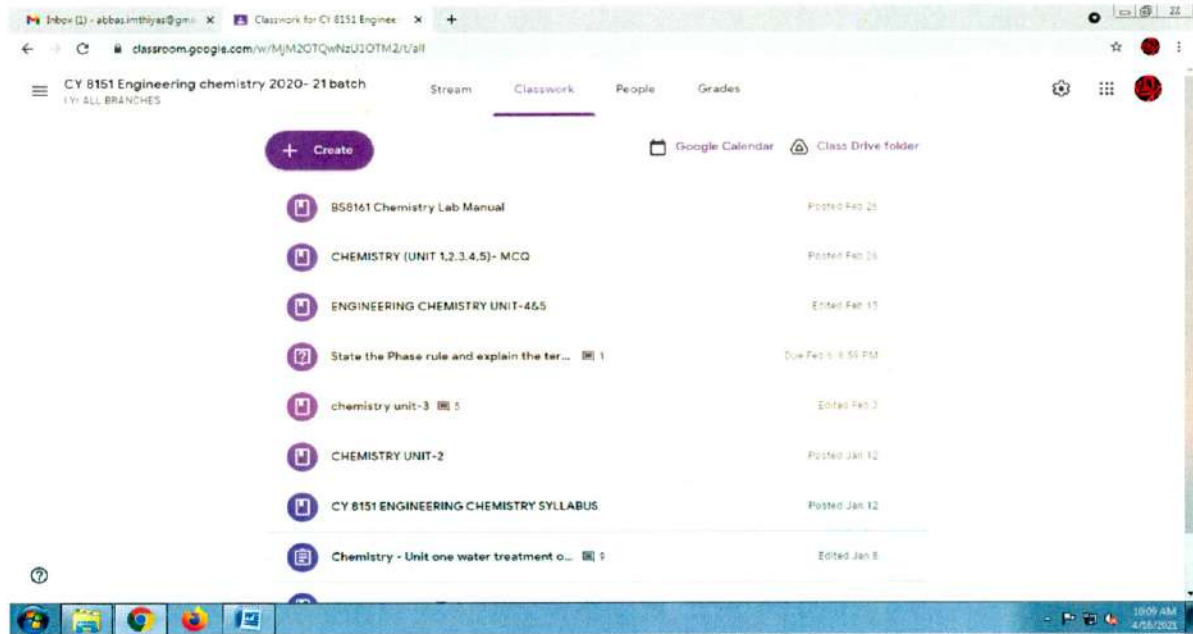 Inbox (1) - abbas.imthiyas@gm
Classwork for CY 8151 Enginee
classroom.google.com/w/MjM2OTQwNzU1OTM2/t/all
CY 8151 Engineering chemistry 2020- 21 batch
I Yr ALL BRANCHES
Stream
Classwork
People
Grades
Create
Google Calendar
Class Drive folder
BS8161 Chemistry Lab Manual
Posted Feb 26
CHEMISTRY (UNIT 1,2,3,4,5)- MCQ
Posted Feb 26
ENGINEERING CHEMISTRY UNIT-4&5
Edited Feb 15
State the Phase rule and explain the ter... 1
chemistry unit-3 5
CHEMISTRY UNIT-2
Posted Jan 12
CY 8151 ENGINEERING CHEMISTRY SYLLABUS
Posted Jan 12
Chemistry - Unit one water treatment o... 9
Edited Jan 8
10:09 AM